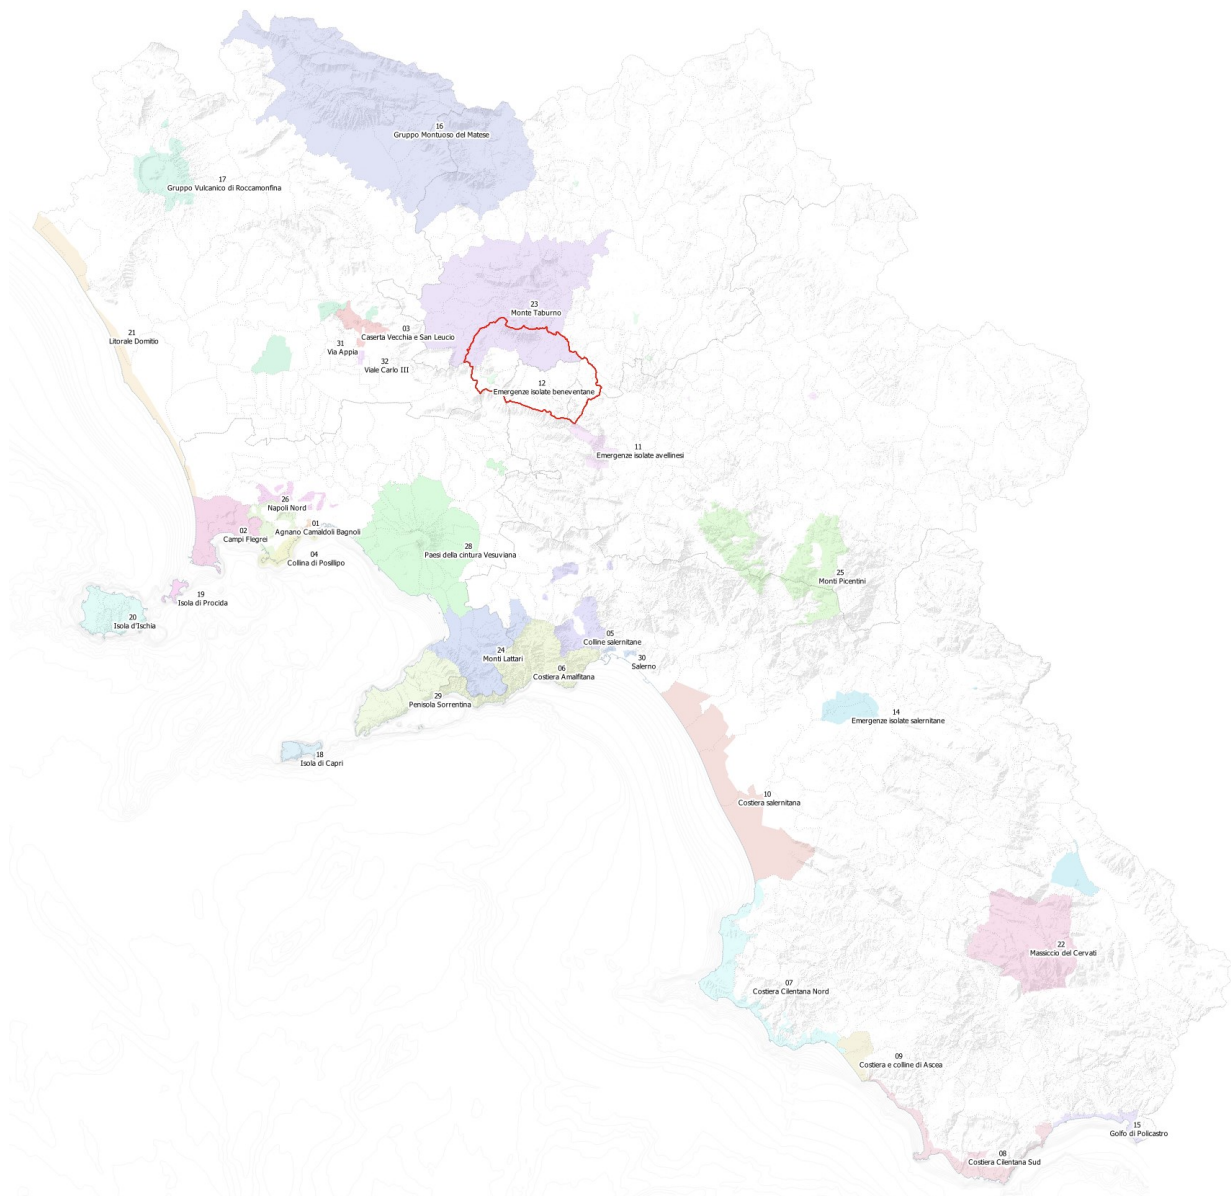 16
Gruppo Montuoso del Matese
17
Gruppo Vulcanico di Roccamonfina
23
Monte Taburno
21
Litorale Domitio
03
Caserta Vecchia e San Leucio
31
Via Appia
32
Viale Carlo III
12
Emergenze isolate beneventane
11
Emergenze isolate avellinesi
26
Napoli Nord
01
Agnano Camaldoli Bagnoli
02
Campi Flegrei
04
Collina di Posillipo
28
Paesi della cintura Vesuviana
25
Monti Picentini
19
Isola di Procida
20
Isola d'Ischia
05
Colline salernitane
24
Monti Lattari
30
Salerno
06
Costiera Amalfitana
29
Penisola Sorrentina
14
Emergenze isolate salernitane
18
Isola di Capri
10
Costiera salernitana
22
Massiccio del Cervati
07
Costiera Cilentana Nord
09
Costiera e colline di Ascea
15
Golfo di Policastro
08
Costiera Cilentana Sud